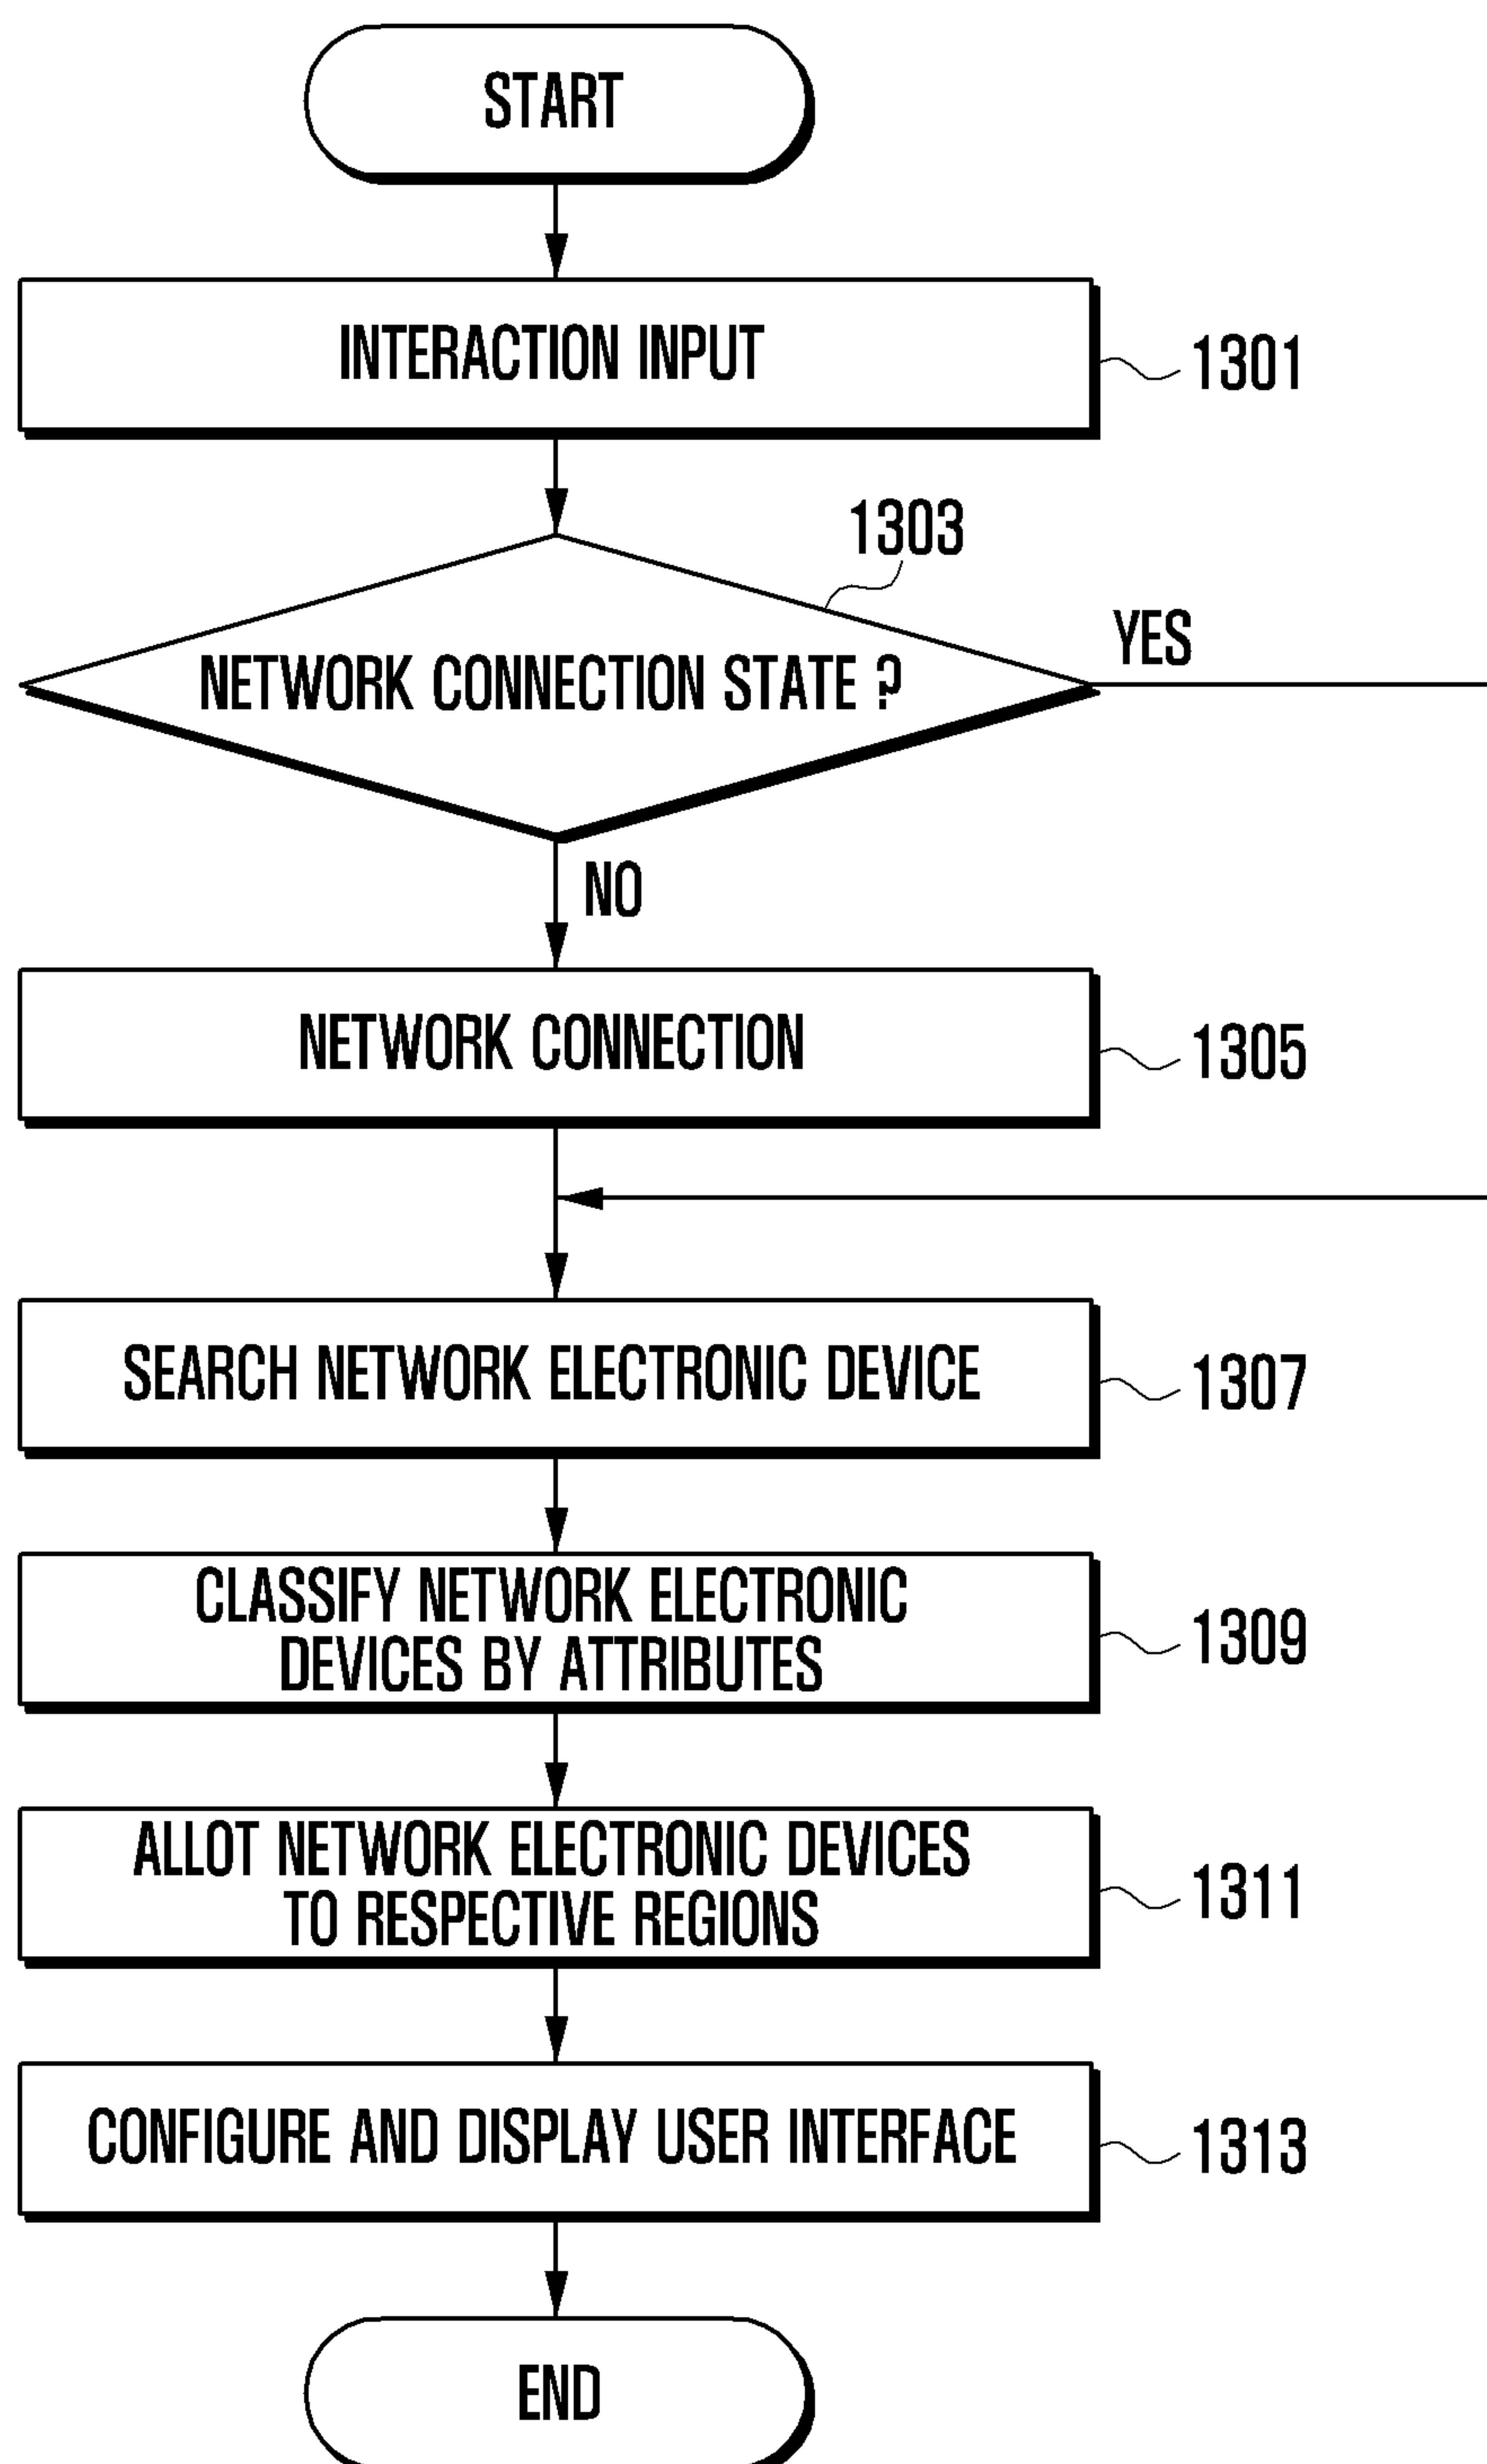 START
INTERACTION INPUT
1301
1303
YES
NETWORK CONNECTION STATE ?
NO
NETWORK CONNECTION
1305
SEARCH NETWORK ELECTRONIC DEVICE
1307
CLASSIFY NETWORK ELECTRONIC
DEVICES BY ATTRIBUTES
1309
ALLOT NETWORK ELECTRONIC DEVICES
TO RESPECTIVE REGIONS
1311
CONFIGURE AND DISPLAY USER INTERFACE
1313
END